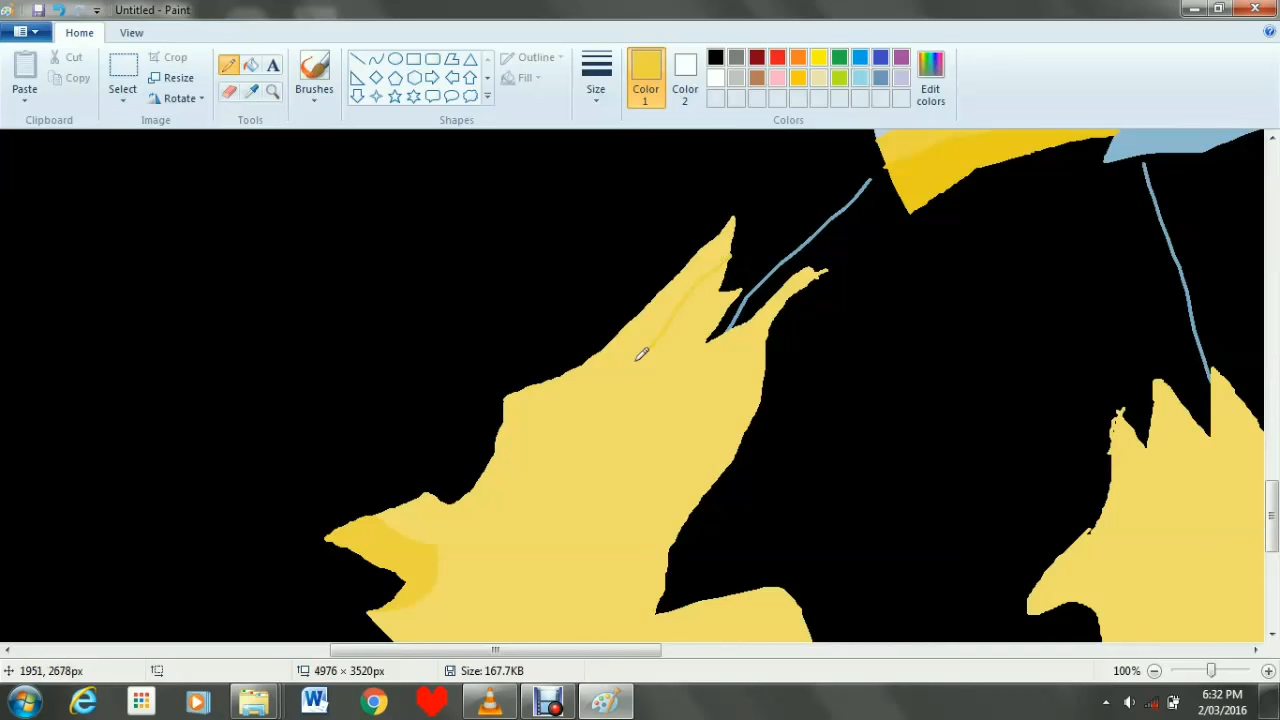 Untitled - Paint
Home
View
Paste
Cut
Copy
Clipboard
Select
Crop
Resize
Rotate
Image
A
Tools
Brushes
Outline
Fill
Shapes
Size
Color
1
Color
2
Colors
Edit
colors
1951, 2678px
4976 × 3520px
Size: 167.7KB
100%
W
6:32 PM
2/03/2016